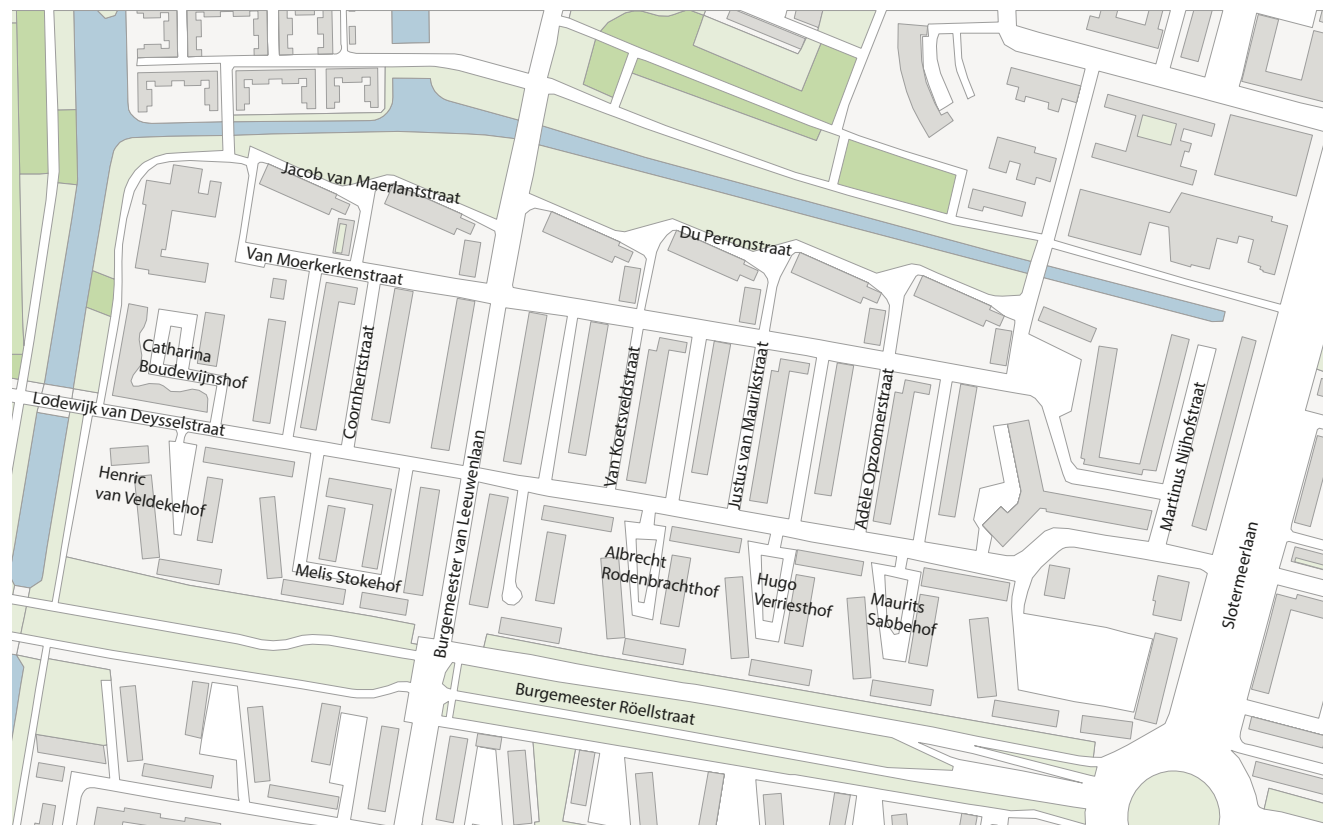 Jacob van Maerlantstraat
Du Perronstraat
Van Moerkerkenstraat
Catharina
Boudewijnshof
Coornhertstraat
Van Koetsveldstraat
Justus van Maurikstraat
Adèle Opzoomerstraat
Martinus Nijhofstraat
Lodewijk van Deysselstraat
Henric
van Veldekehof
Burgemeester van Leeuwenlaan
Slotermeerlaan
Melis Stokehof
Albrecht
Rodenbrachthof
Hugo
Verriesthof
Maurits
Sabbehof
Burgemeester Röellstraat